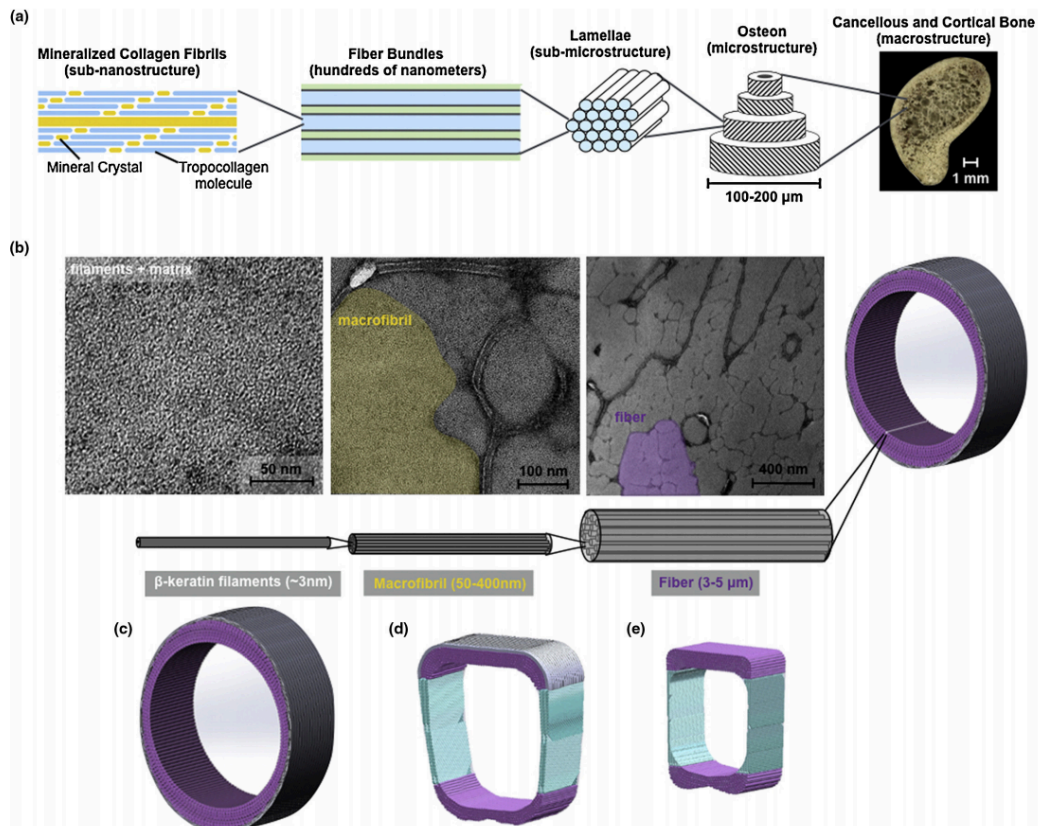 (a)
Mineralized Collagen Fibrils
(sub-nanostructure)
Fiber Bundles
(hundreds of nanometers)
Lamellae
(sub-microstructure)
Osteon
(microstructure)
Cancellous and Cortical Bone
(macrostructure)
Mineral Crystal
Tropocollagen
molecule
100-200 µm
1 mm
(b)
filaments + matrix
50 nm
macrofibril
100 nm
fiber
400 nm
β-keratin filaments (~3nm)
Macrofibril (50-400nm)
Fiber (3-5 µm)
(c)
(d)
(e)